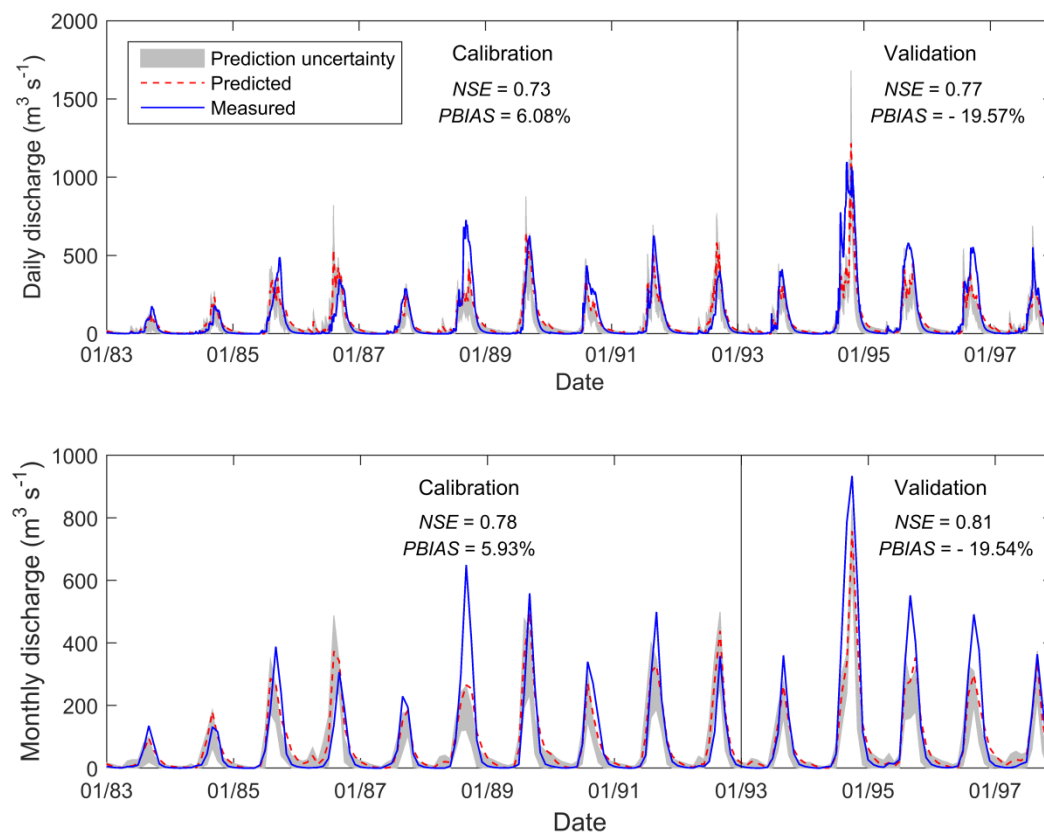 2000
1500
1000
500
0
Daily discharge (m³ s⁻¹)
Prediction uncertainty
Predicted
Measured
Calibration
NSE = 0.73
PBIAS = 6.08%
Validation
NSE = 0.77
PBIAS = - 19.57%
01/83 01/85 01/87 01/89 01/91 01/93 01/95 01/97
Date
1000
800
600
400
200
0
Monthly discharge (m³ s⁻¹)
Calibration
NSE = 0.78
PBIAS = 5.93%
Validation
NSE = 0.81
PBIAS = - 19.54%
01/83 01/85 01/87 01/89 01/91 01/93 01/95 01/97
Date